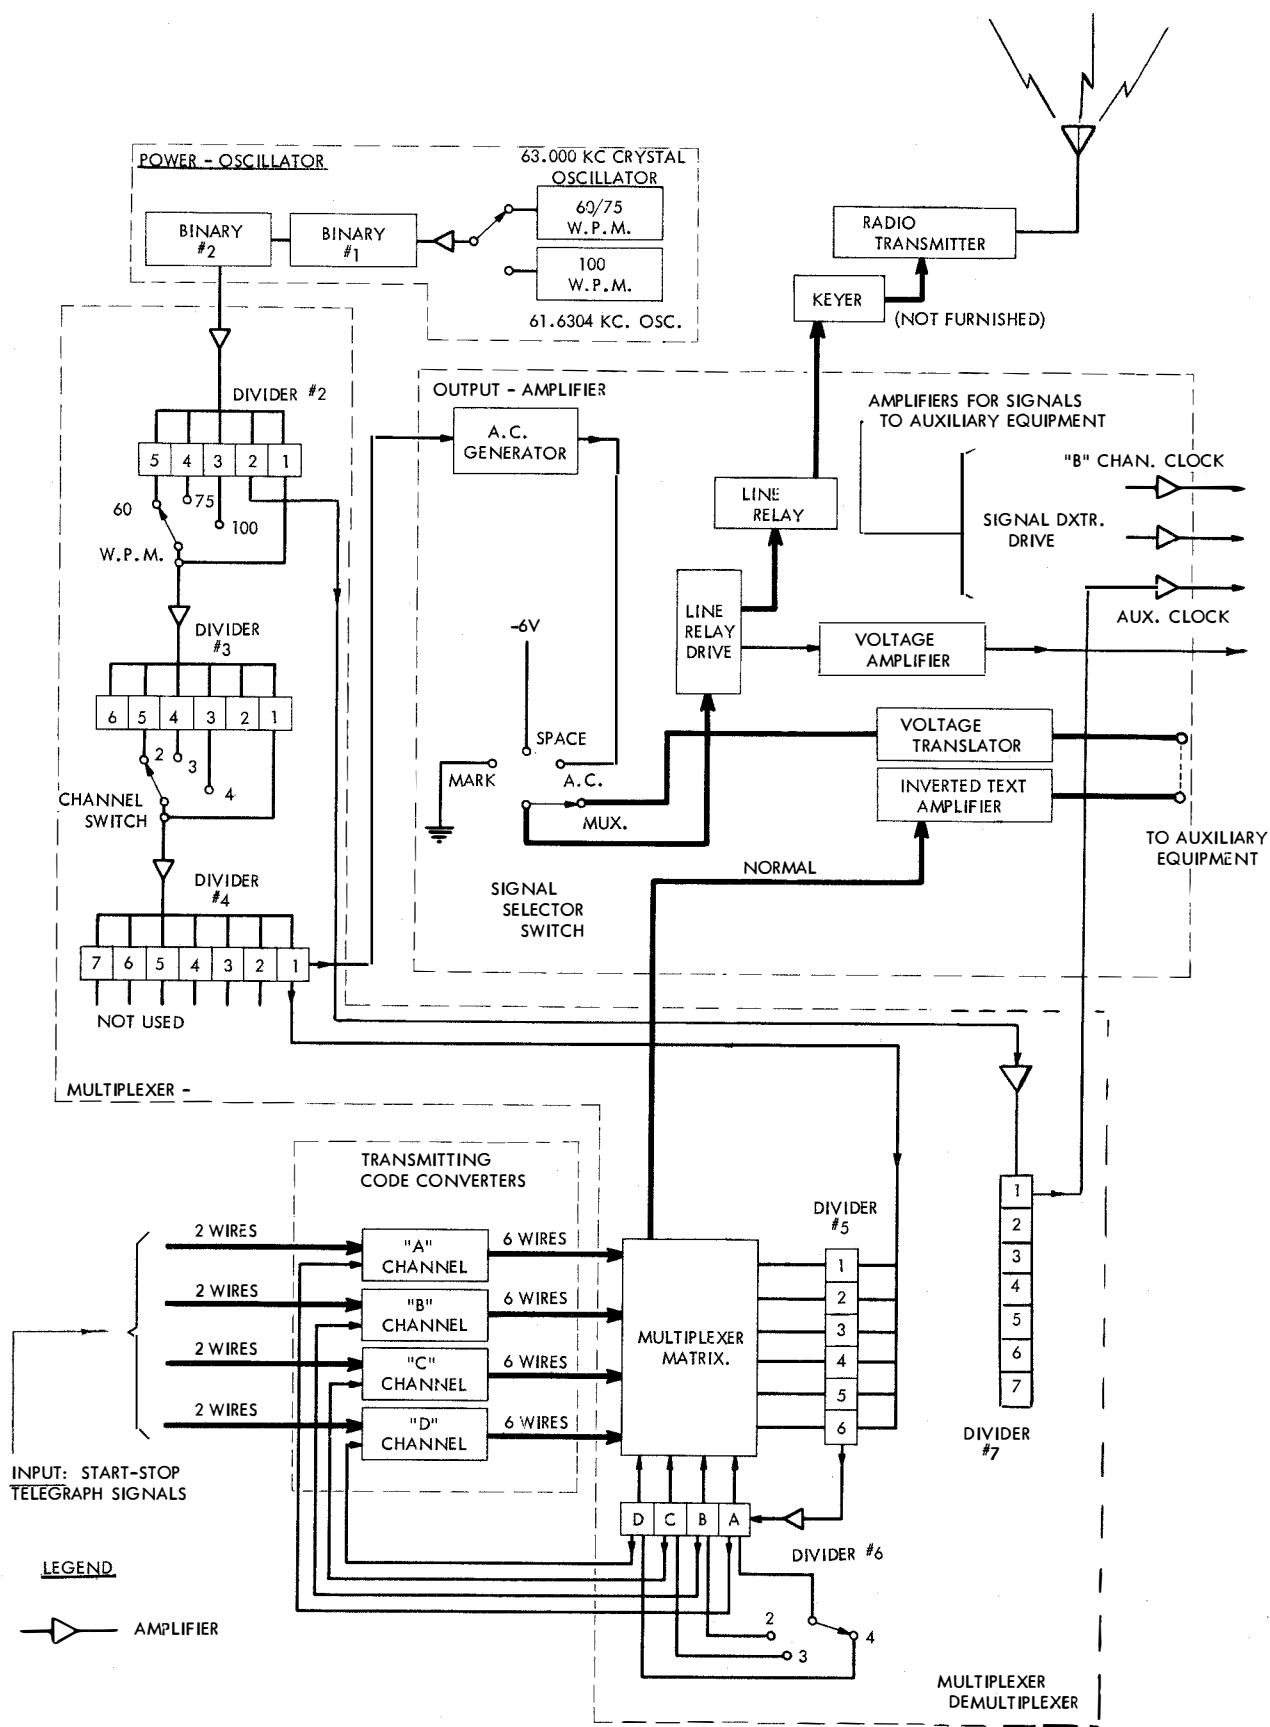 POWER - OSCILLATOR
63.000 KC CRYSTAL
OSCILLATOR
60/75
W.P.M.
100
W.P.M.
61.6304 KC. OSC.
BINARY
#2
BINARY
#1
RADIO
TRANSMITTER
KEYER
(NOT FURNISHED)
DIVIDER #2
5 4 3 2 1
60
75
100
W.P.M.
DIVIDER
#3
6 5 4 3 2 1
2
3
4
CHANNEL
SWITCH
DIVIDER
#4
7 6 5 4 3 2 1
NOT USED
MULTIPLEXER -
OUTPUT - AMPLIFIER
A.C.
GENERATOR
AMPLIFIERS FOR SIGNALS
TO AUXILIARY EQUIPMENT
"B" CHAN. CLOCK
SIGNAL DXTR.
DRIVE
AUX. CLOCK
LINE
RELAY
LINE
RELAY
DRIVE
VOLTAGE
AMPLIFIER
-6V
SPACE
MARK
A.C.
MUX.
VOLTAGE
TRANSLATOR
INVERTED TEXT
AMPLIFIER
TO AUXILIARY
EQUIPMENT
NORMAL
SIGNAL
SELECTOR
SWITCH
TRANSMITTING
CODE CONVERTERS
2 WIRES
"A"
CHANNEL
6 WIRES
2 WIRES
"B"
CHANNEL
6 WIRES
2 WIRES
"C"
CHANNEL
6 WIRES
2 WIRES
"D"
CHANNEL
6 WIRES
MULTIPLEXER
MATRIX.
DIVIDER
#5
1
2
3
4
5
6
1
2
3
4
5
6
7
DIVIDER
#7
INPUT: START-STOP
TELEGRAPH SIGNALS
D C B A
DIVIDER #6
2
3
4
LEGEND
AMPLIFIER
MULTIPLEXER
DEMULTIPLEXER